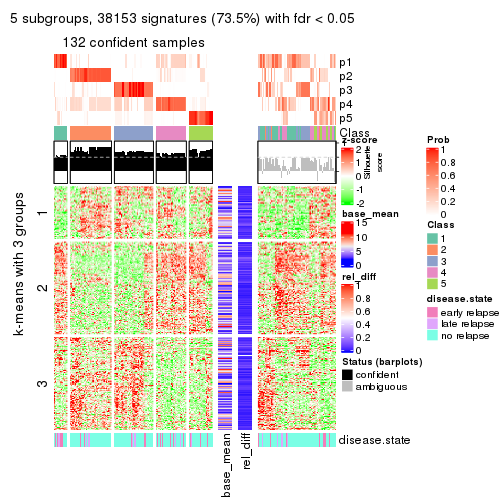 5 subgroups, 38153 signatures (73.5%) with fdr < 0.05
132 confident samples
p1
p2
p3
p4
p5
Class
1
2
3
k-means with 3 groups
base_mean
rel_diff
disease.state
z-score
2
1
0
-1
-2
Silhouette
score
base_mean
15
10
5
0
rel_diff
1
0.8
0.6
0.4
0.2
0
Status (barplots)
confident
ambiguous
Prob
1
0.8
0.6
0.4
0.2
0
Class
1
2
3
4
5
disease.state
early relapse
late relapse
no relapse